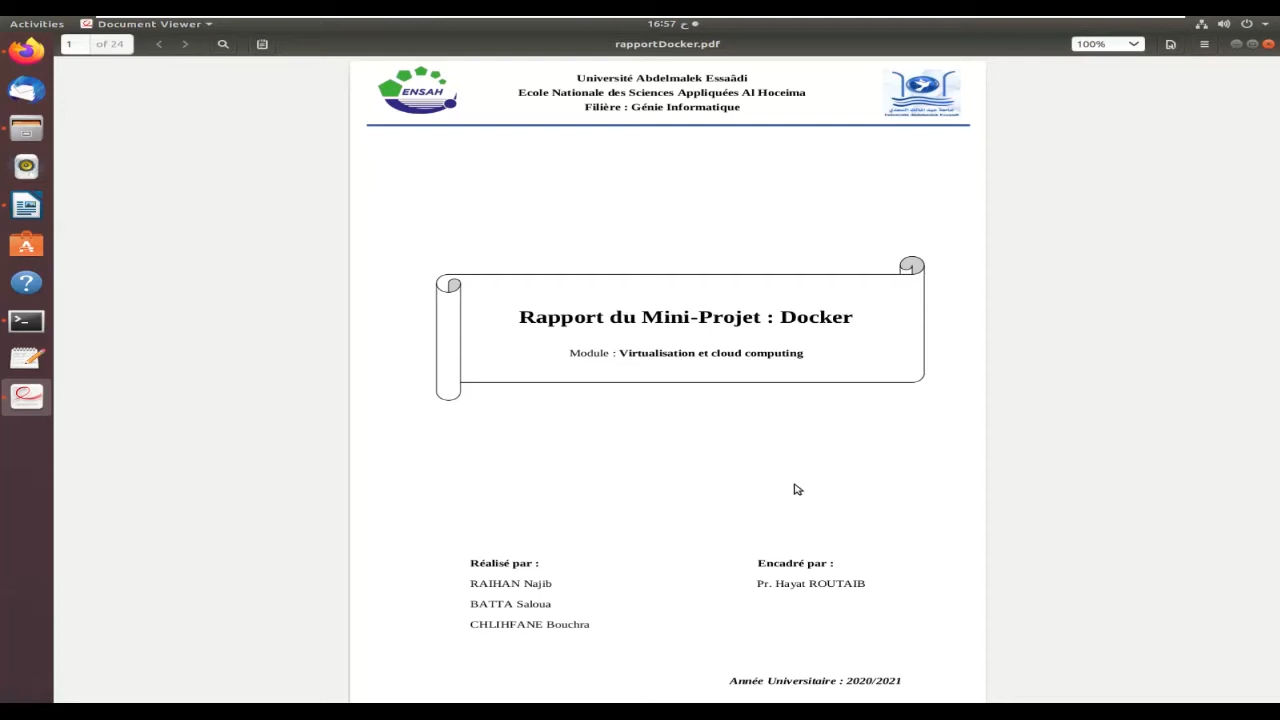 Activities
Document Viewer
16:57 ح
1
of 24
rapportDocker.pdf
100%
ENSAH
Université Abdelmalek Essaâdi
Ecole Nationale des Sciences Appliquées Al Hoceima
Filière : Génie Informatique
Rapport du Mini-Projet : Docker
Module : Virtualisation et cloud computing
Réalisé par :
RAIHAN Najib
BATTA Saloua
CHLIHFANE Bouchra
Encadré par :
Pr. Hayat ROUTAIB
Année Universitaire : 2020/2021